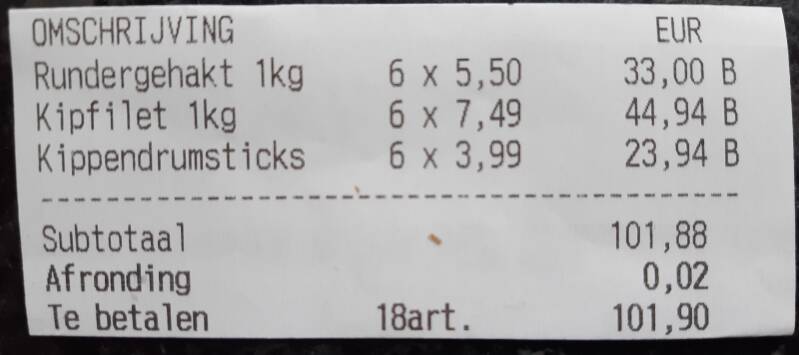 OMSCHRIJVING EUR
Rundergehakt 1kg 6 x 5,50 33,00 B
Kipfilet 1kg 6 x 7,49 44,94 B
Kippendrumsticks 6 x 3,99 23,94 B
Subtotaal 101,88
Afronding 0,02
Te betalen 18art. 101,90